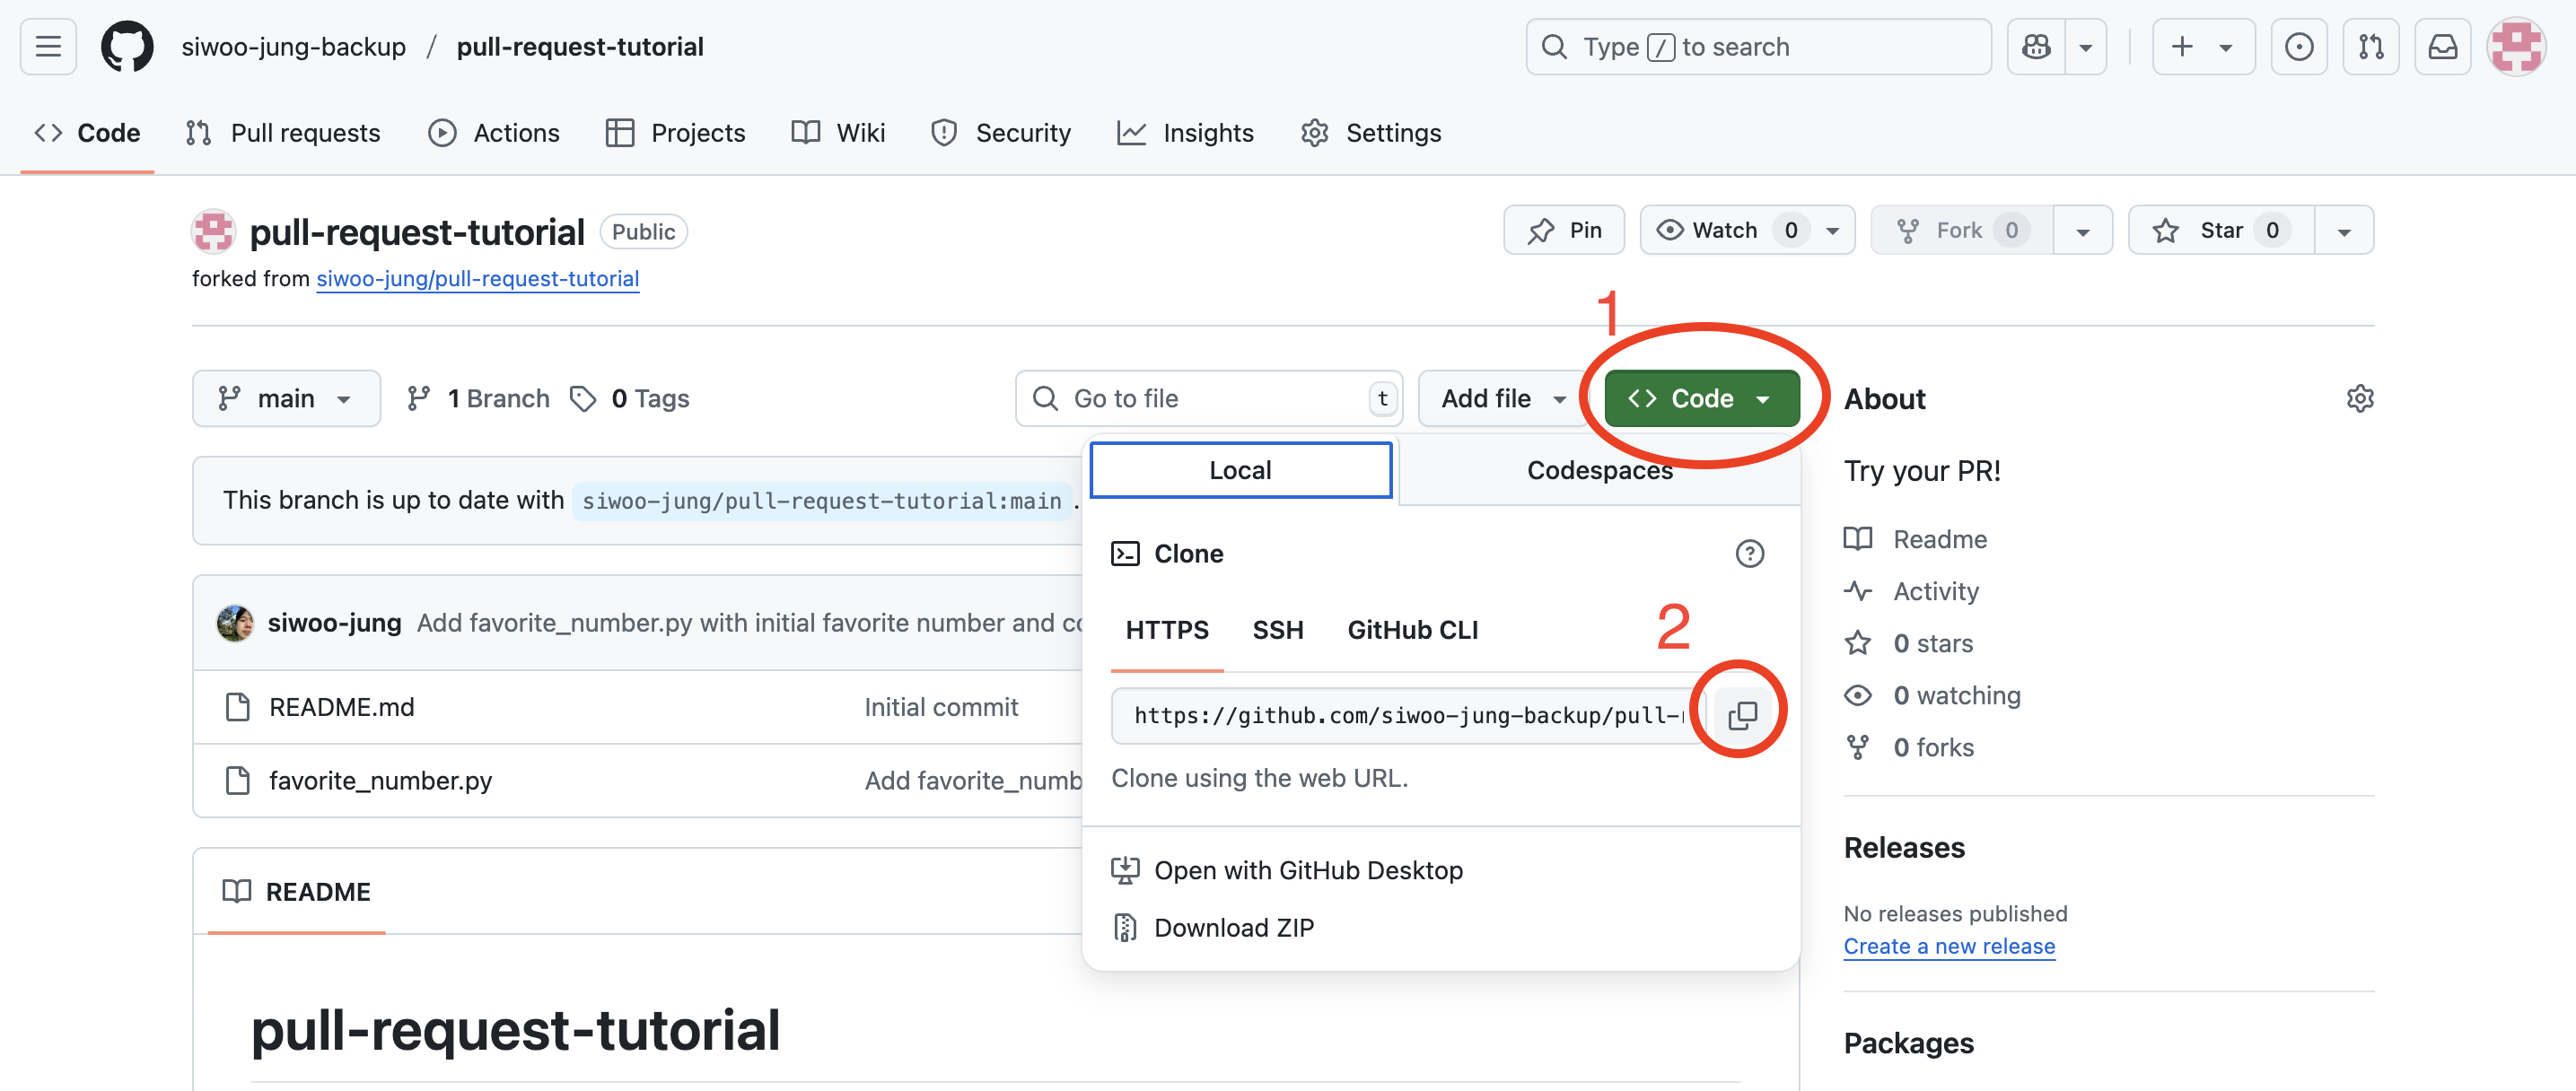 siwoo-jung-backup / pull-request-tutorial
Type / to search
Code
Pull requests
Actions
Projects
Wiki
Security
Insights
Settings
pull-request-tutorial Public
Pin
Watch 0
Fork 0
Star 0
forked from siwoo-jung/pull-request-tutorial
1
main
1 Branch
0 Tags
Go to file t
Add file
Code
About
Local
Codespaces
Try your PR!
This branch is up to date with siwoo-jung/pull-request-tutorial:main .
Clone
Readme
Activity
siwoo-jung Add favorite_number.py with initial favorite number and
HTTPS
SSH
GitHub CLI
2
0 stars
README.md
Initial commit
https://github.com/siwoo-jung-backup/pull-
0 watching
0 forks
favorite_number.py
Add favorite_numb
Clone using the web URL.
Releases
Open with GitHub Desktop
README
No releases published
Download ZIP
Create a new release
pull-request-tutorial
Packages